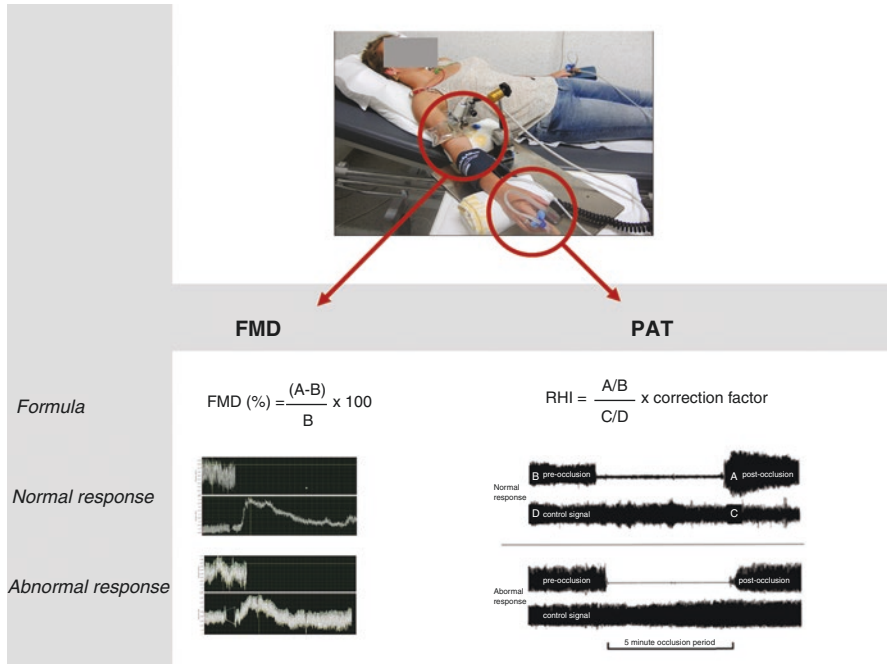 FMD
PAT
Formula
FMD (%) = (A-B) / B x 100
RHI = A/B / C/D x correction factor
Normal response
Normal
response
B pre-occlusion
A
post-occlusion
D control signal
C
Abnormal response
Abormal
response
pre-occlusion
post-occlusion
control signal
5 minute occlusion period